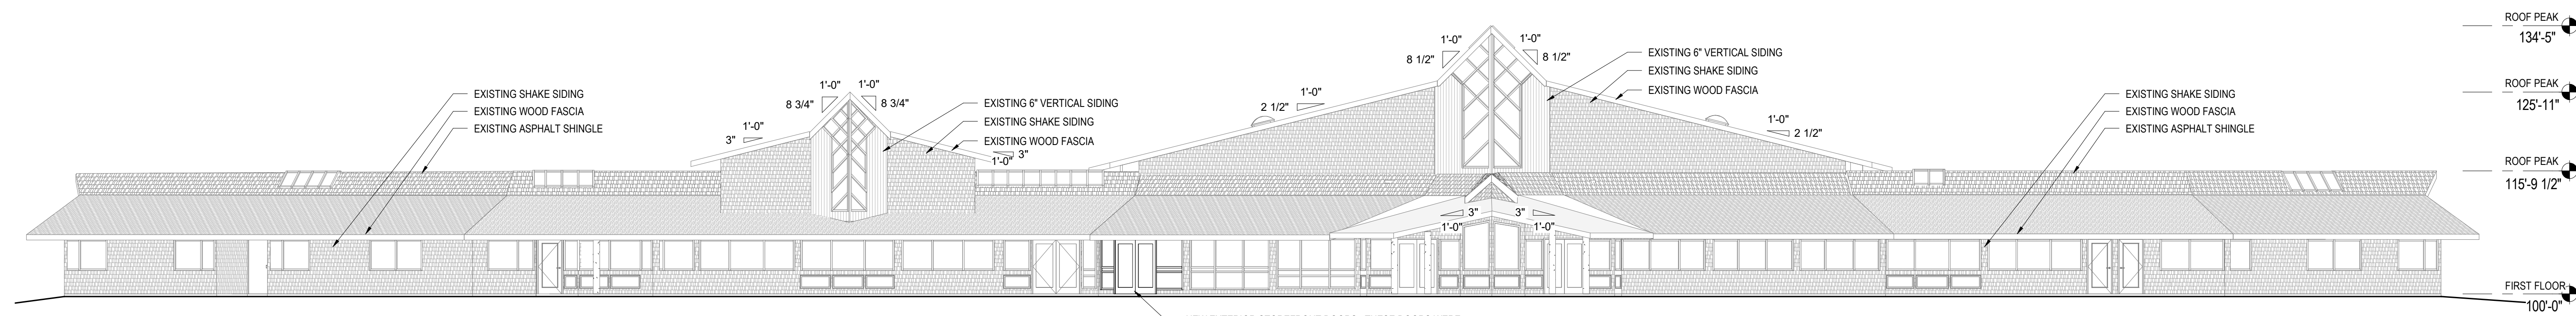 ROOF PEAK
134'-5"
1'-0"
8 1/2"
1'-0"
8 1/2"
EXISTING 6" VERTICAL SIDING
EXISTING SHAKE SIDING
EXISTING WOOD FASCIA
ROOF PEAK
125'-11"
EXISTING SHAKE SIDING
EXISTING WOOD FASCIA
EXISTING ASPHALT SHINGLE
1'-0"
8 3/4"
1'-0"
8 3/4"
1'-0"
3"
EXISTING 6" VERTICAL SIDING
EXISTING SHAKE SIDING
EXISTING WOOD FASCIA
1'-0"
3"
1'-0"
2 1/2"
1'-0"
2 1/2"
EXISTING SHAKE SIDING
EXISTING WOOD FASCIA
EXISTING ASPHALT SHINGLE
ROOF PEAK
115'-9 1/2"
3"
1'-0"
3"
1'-0"
FIRST FLOOR
100'-0"